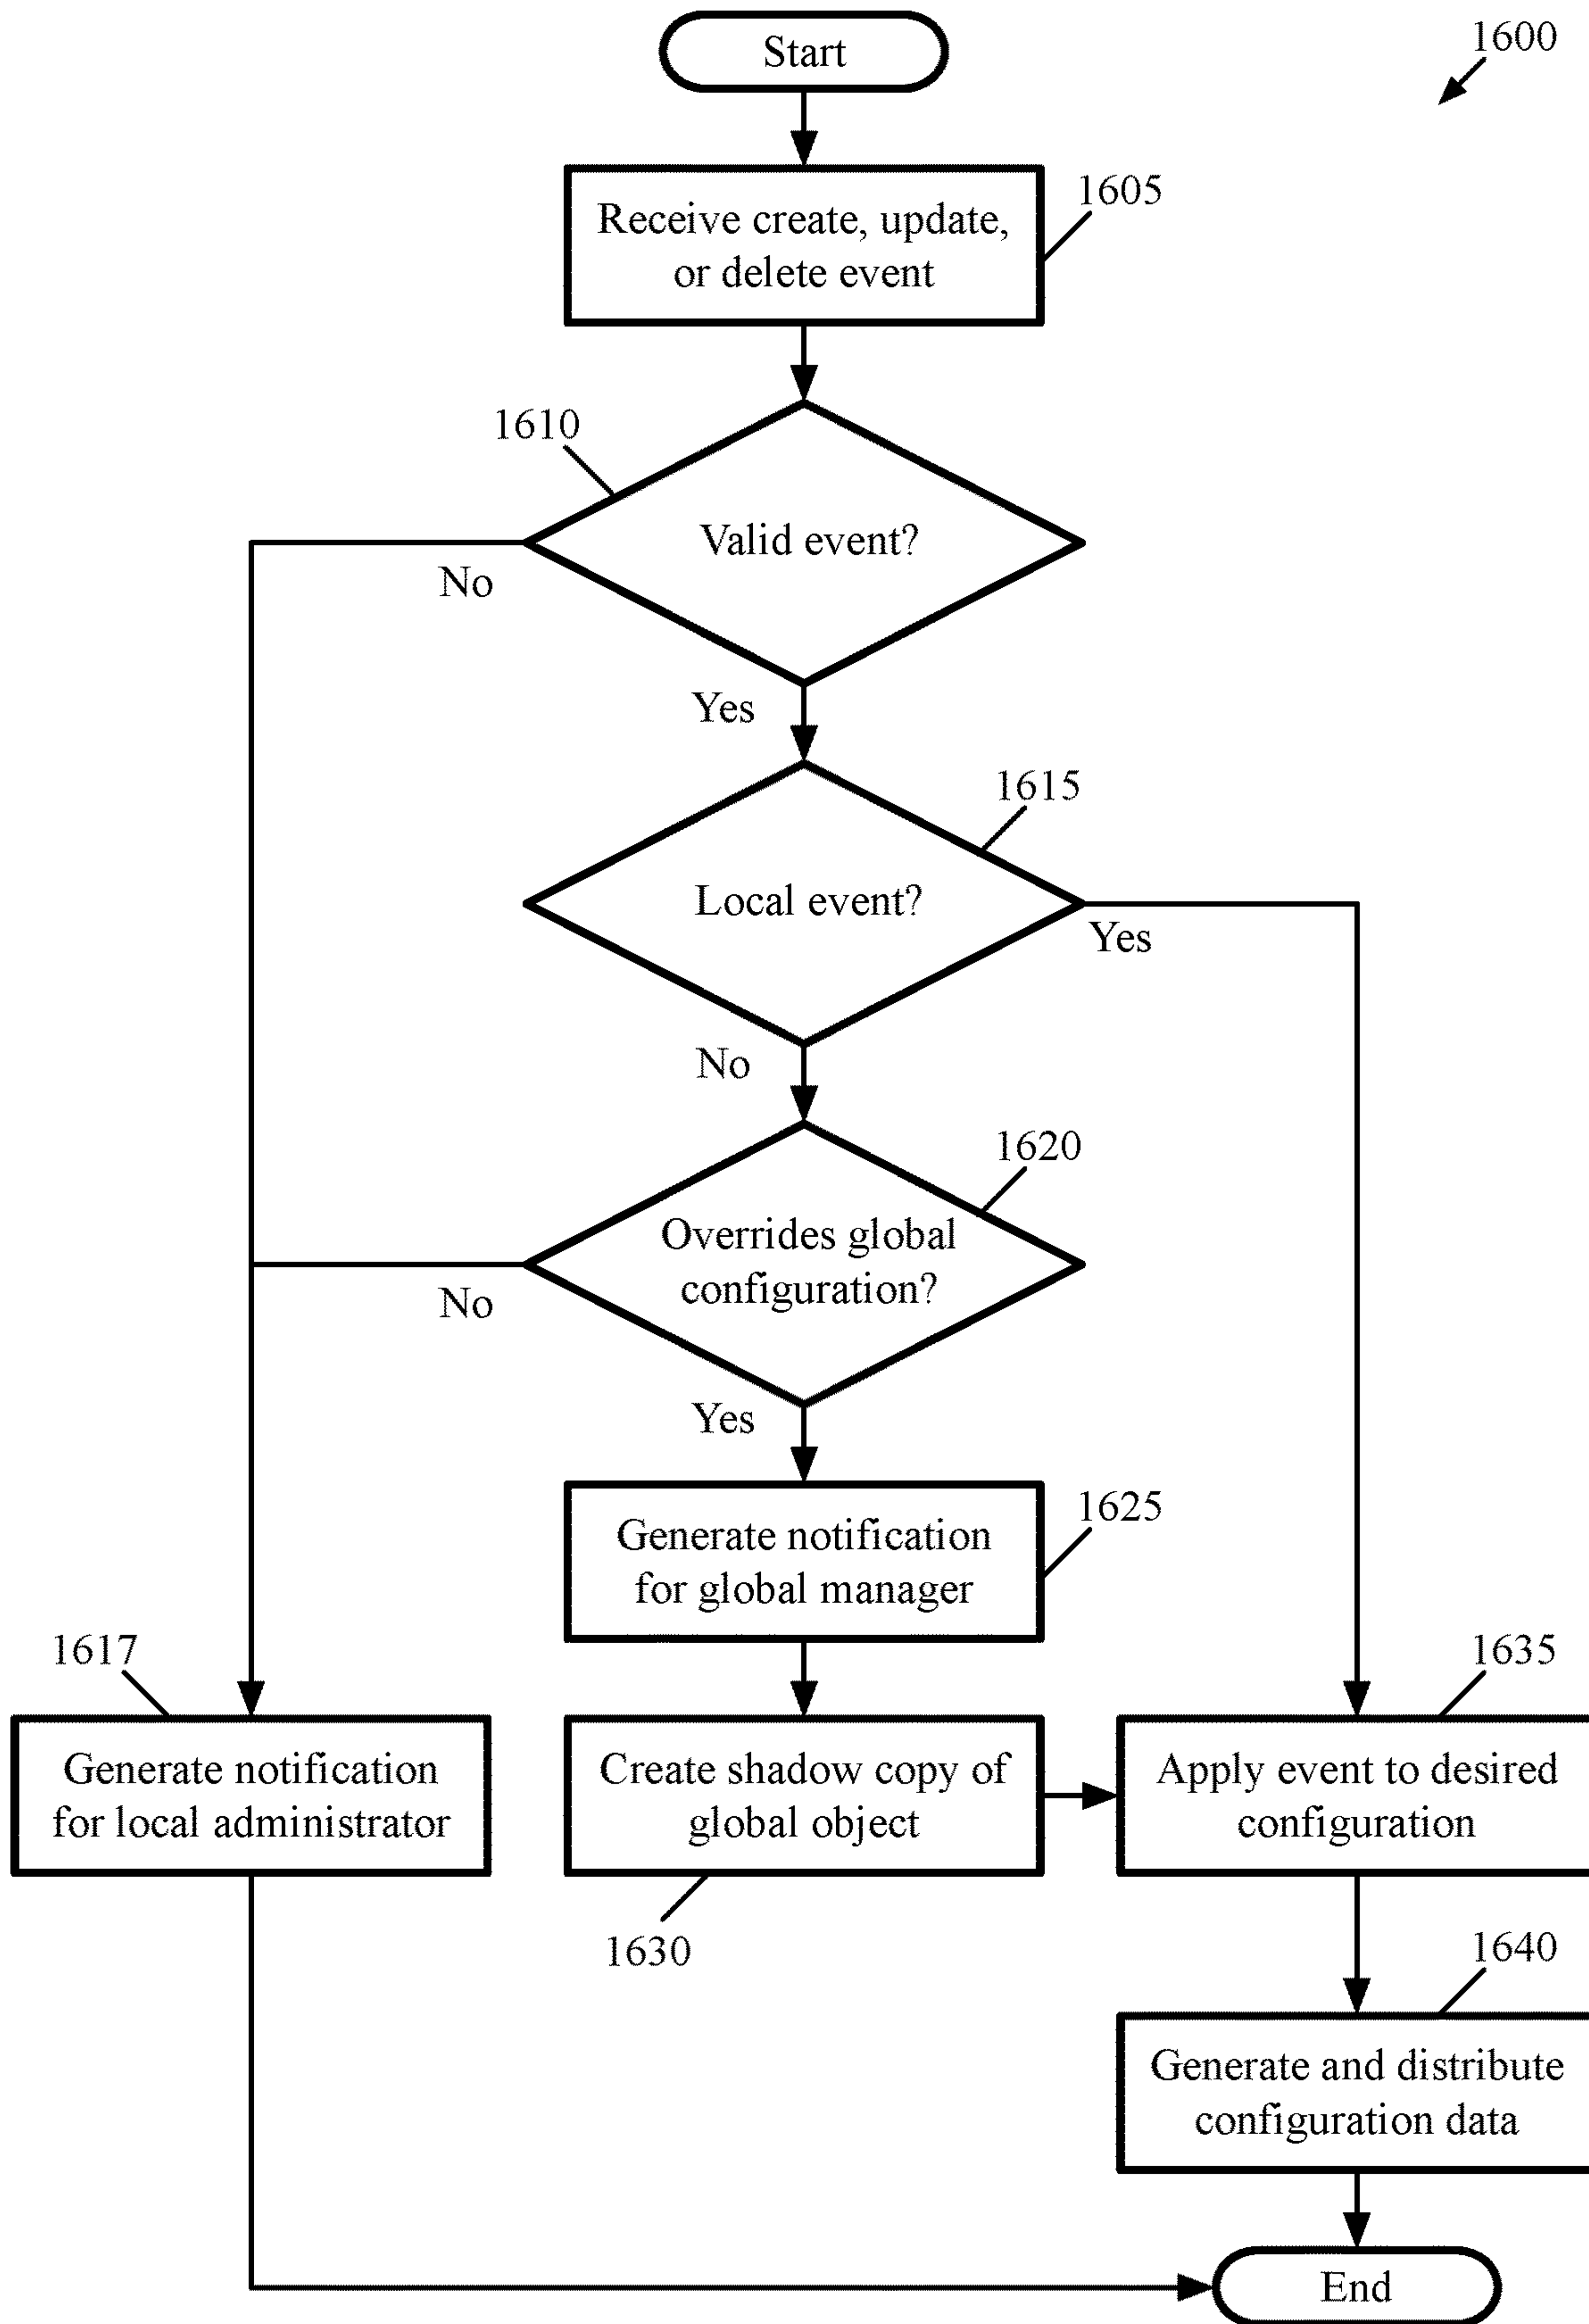 Start
1600
Receive create, update,
or delete event
1605
1610
Valid event?
No
Yes
1615
Local event?
Yes
No
1620
Overrides global
configuration?
No
Yes
Generate notification
for global manager
1625
1617
1635
Generate notification
for local administrator
Create shadow copy of
global object
Apply event to desired
configuration
1630
1640
Generate and distribute
configuration data
End